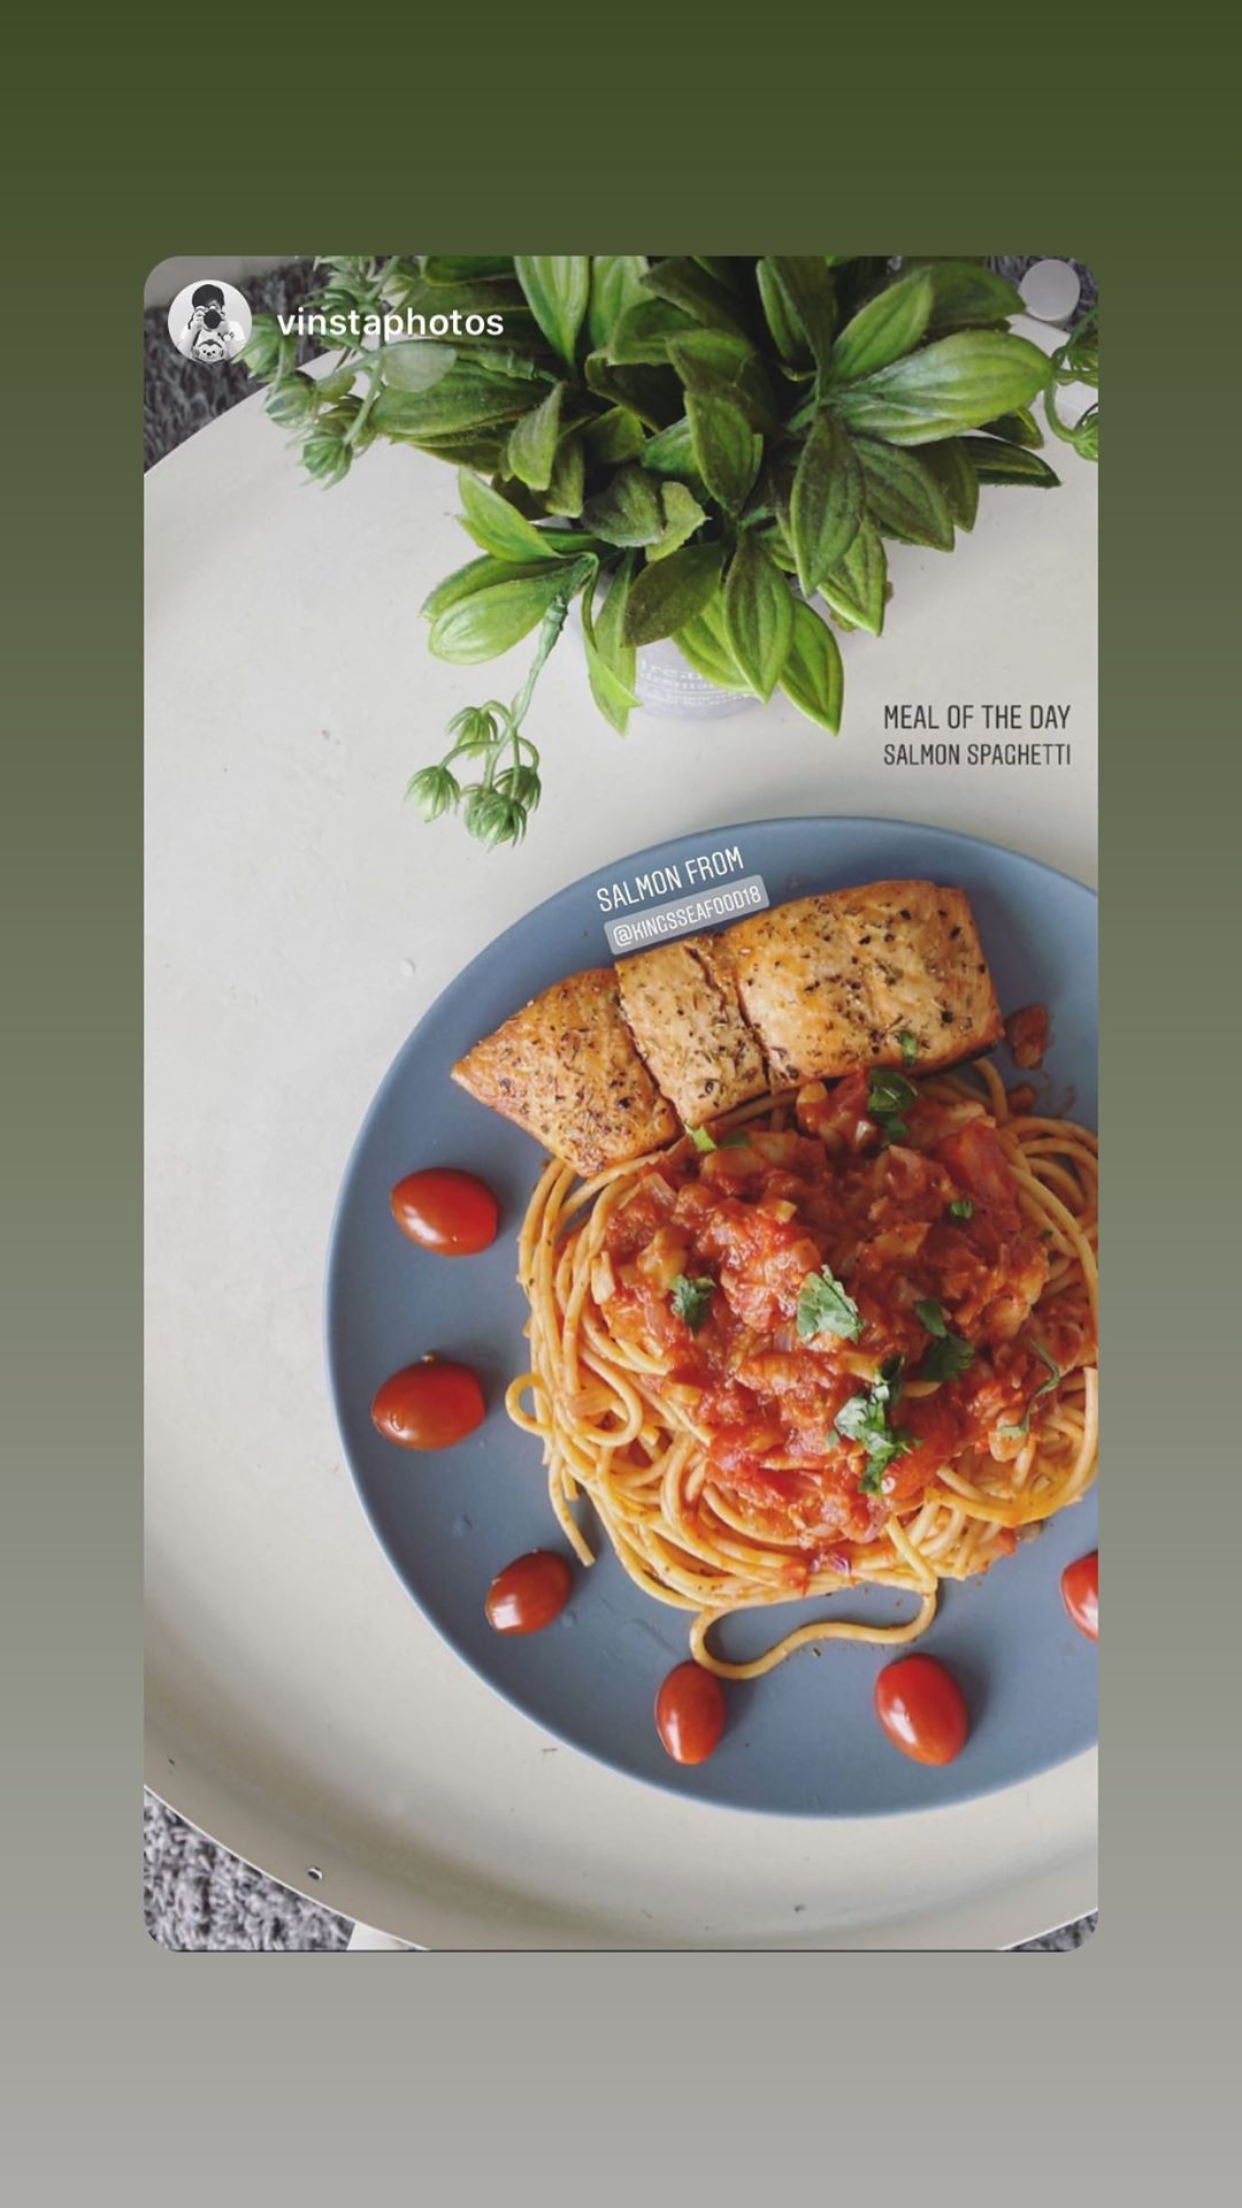 vinstaphotos
MEAL OF THE DAY
SALMON SPAGHETTI
SALMON FROM
@KINGSSEAFOOD18